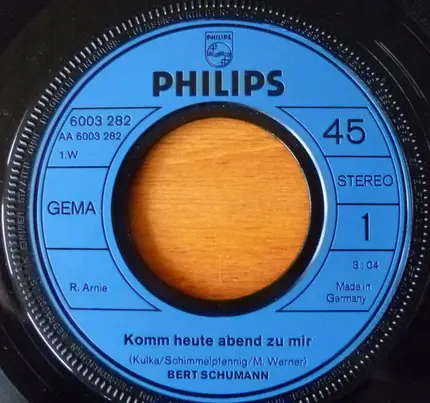 PHILIPS
6003 282
AA 6003 282
1.W
GEMA
R. Arnie
45
STEREO
1
3:04
Made in
Germany
Komm heute abend zu mir
(Kulka/Schimmelpfennig/M. Werner)
BERT SCHUMANN